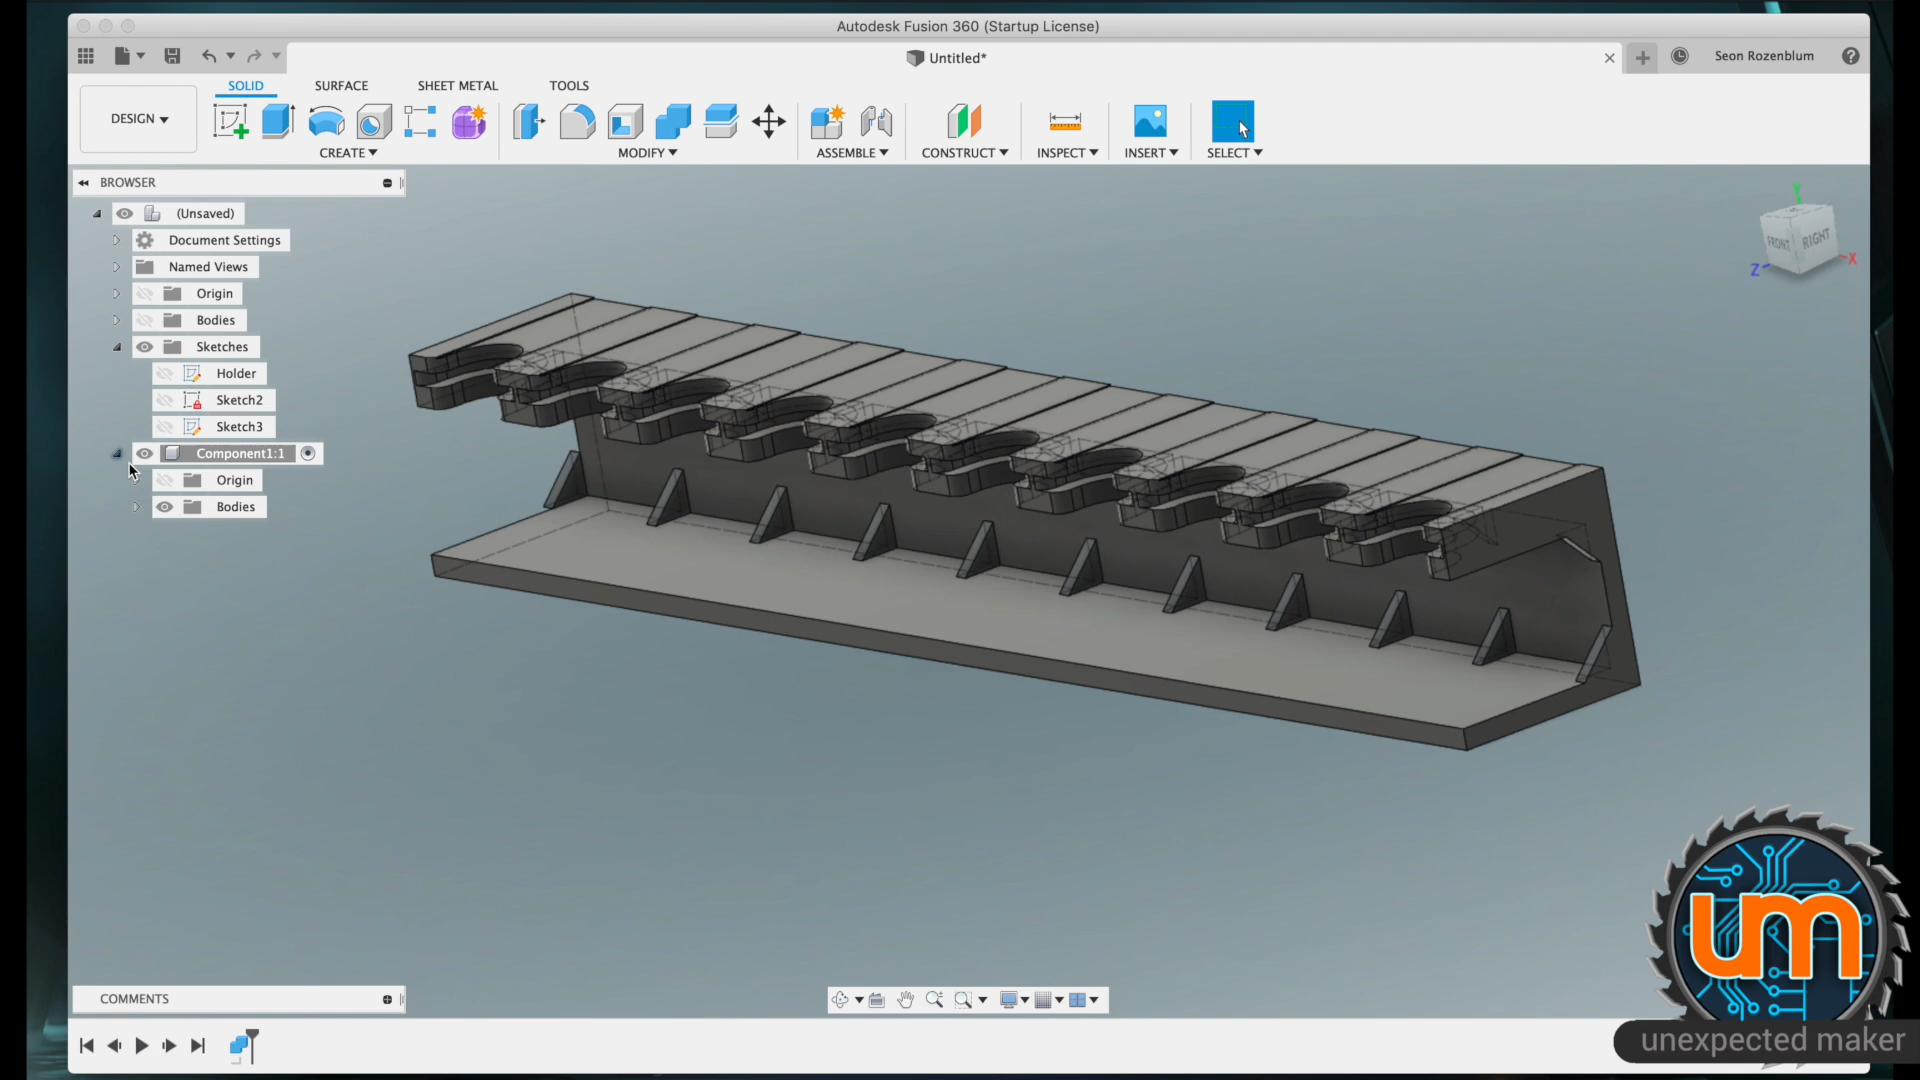 Autodesk Fusion 360 (Startup License)
Untitled*
Seon Rozenblum
SOLID
SURFACE
SHEET METAL
TOOLS
DESIGN
CREATE
MODIFY
ASSEMBLE
CONSTRUCT
INSPECT
INSERT
SELECT
BROWSER
(Unsaved)
Document Settings
Named Views
Origin
Bodies
Sketches
Holder
Sketch2
Sketch3
Component1:1
Origin
Bodies
Y
FRONT
RIGHT
Z
X
COMMENTS
um
unexpected maker